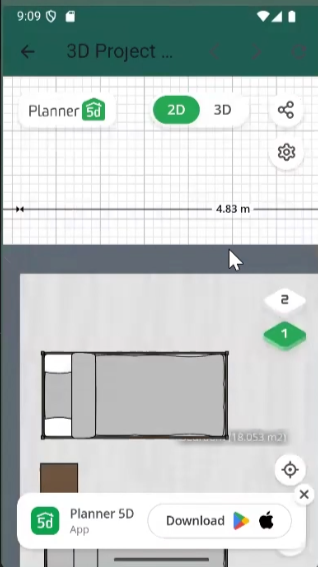 9:09
3D Project ...
Planner 5d
2D
3D
4.83 m
2
1
18.053 m2
5d
Planner 5D
App
Download